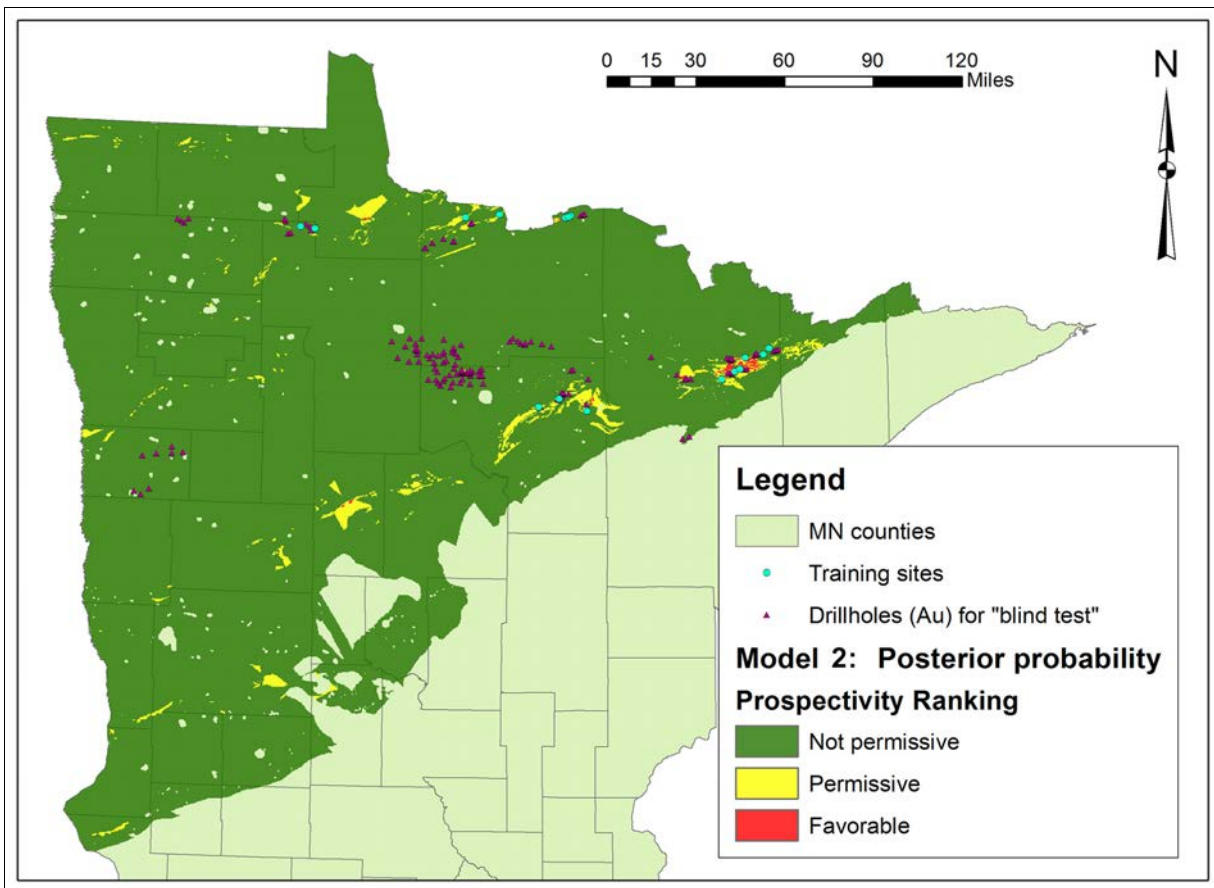 0 15 30 60 90 120
Miles
N
Legend
MN counties
Training sites
Drillholes (Au) for "blind test"
Model 2: Posterior probability
Prospectivity Ranking
Not permissive
Permissive
Favorable